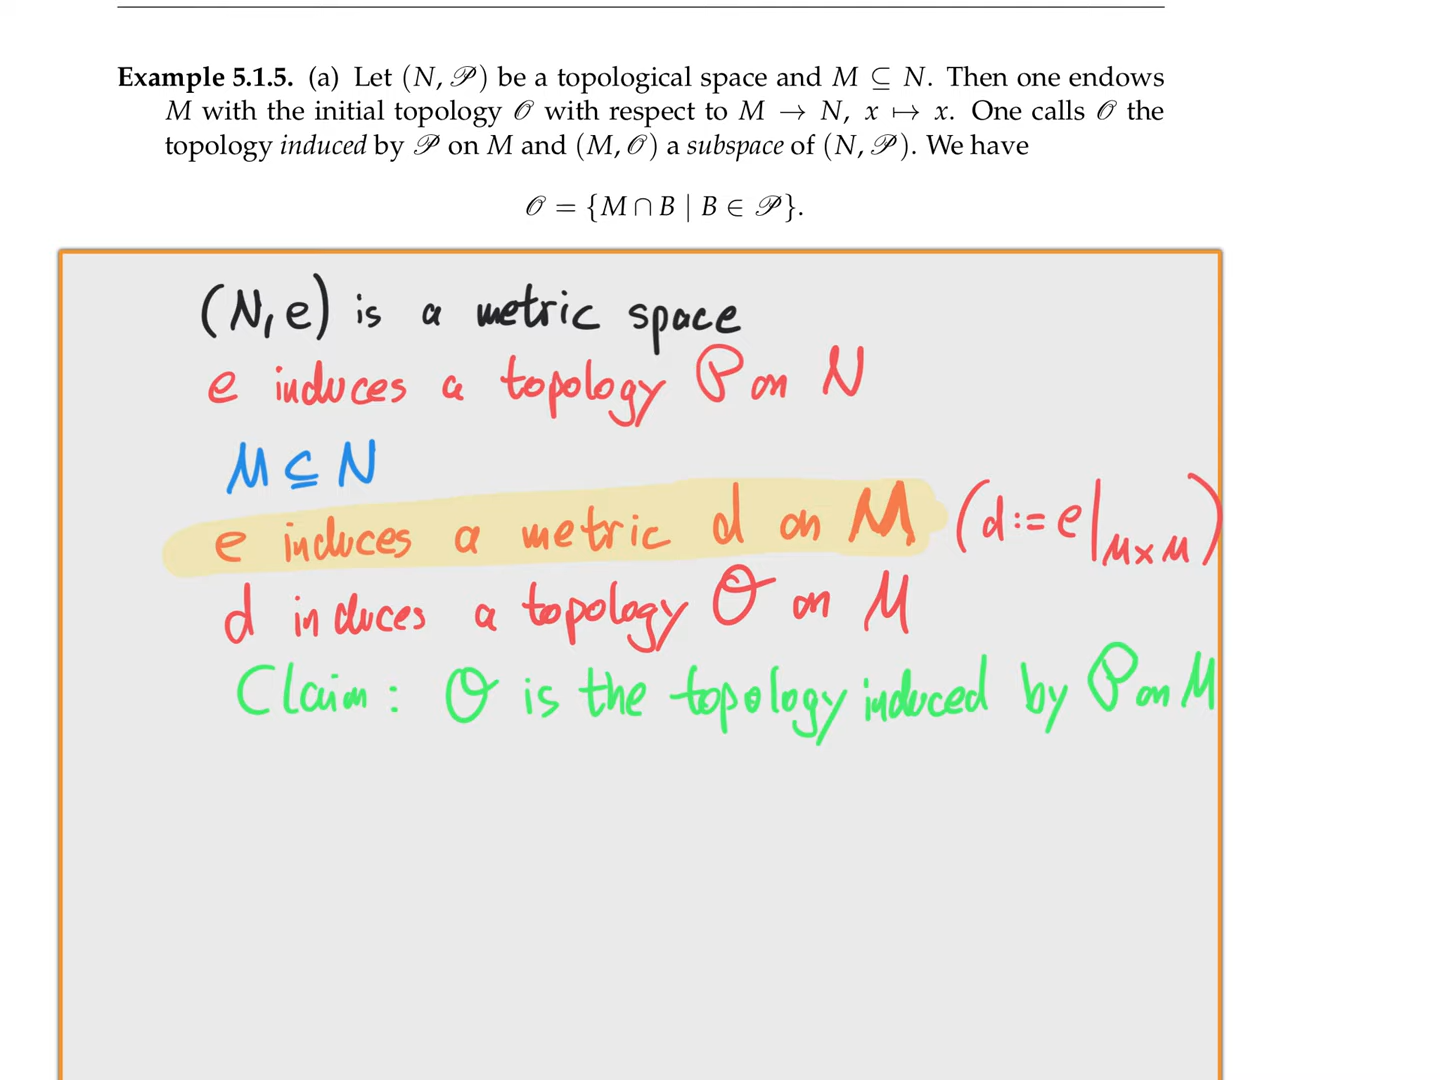 Example 5.1.5. (a) Let (N, 𝒫) be a topological space and M ⊆ N. Then one endows
M with the initial topology 𝒪 with respect to M → N, x ↦ x. One calls 𝒪 the
topology induced by 𝒫 on M and (M, 𝒪) a subspace of (N, 𝒫). We have
𝒪 = {M ∩ B | B ∈ 𝒫}.
(N, e) is a metric space
e induces a topology 𝒫 on N
M ⊆ N
e induces a metric d on M (d := e|_{M×M})
d induces a topology 𝒪 on M
Claim: 𝒪 is the topology induced by 𝒫 on M